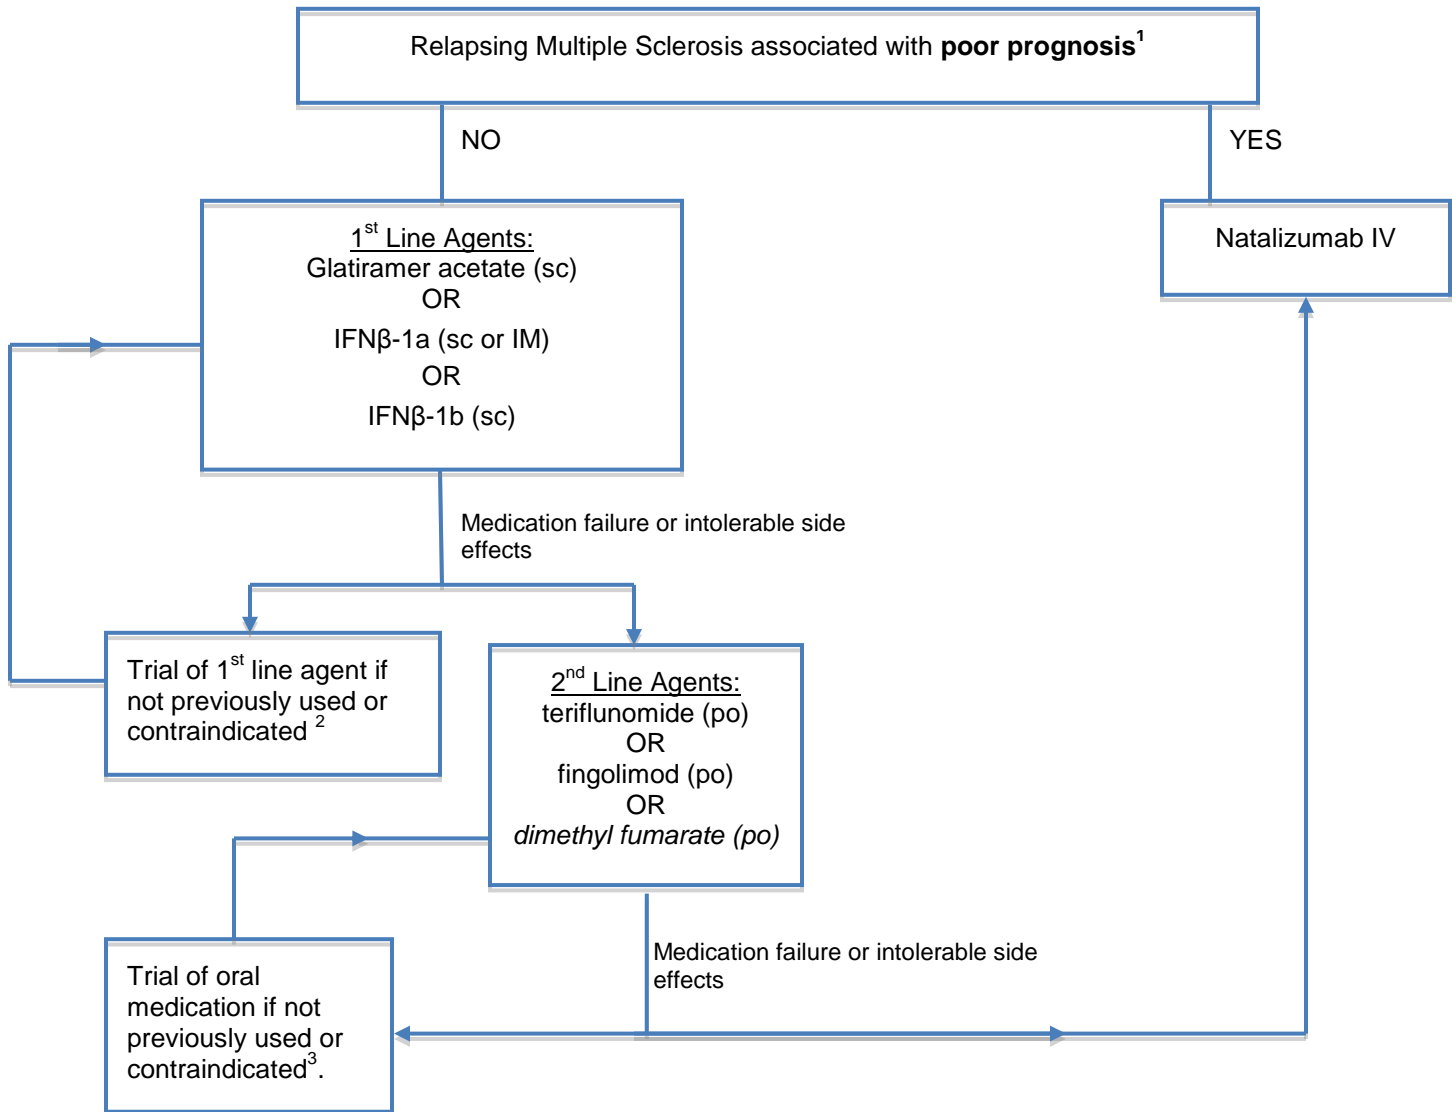 Relapsing Multiple Sclerosis associated with poor prognosis¹
NO
YES
1st Line Agents:
Glatiramer acetate (sc)
OR
IFNβ-1a (sc or IM)
OR
IFNβ-1b (sc)
Natalizumab IV
Medication failure or intolerable side
effects
Trial of 1st line agent if
not previously used or
contraindicated ²
2nd Line Agents:
teriflunomide (po)
OR
fingolimod (po)
OR
dimethyl fumarate (po)
Medication failure or intolerable side
effects
Trial of oral
medication if not
previously used or
contraindicated³.